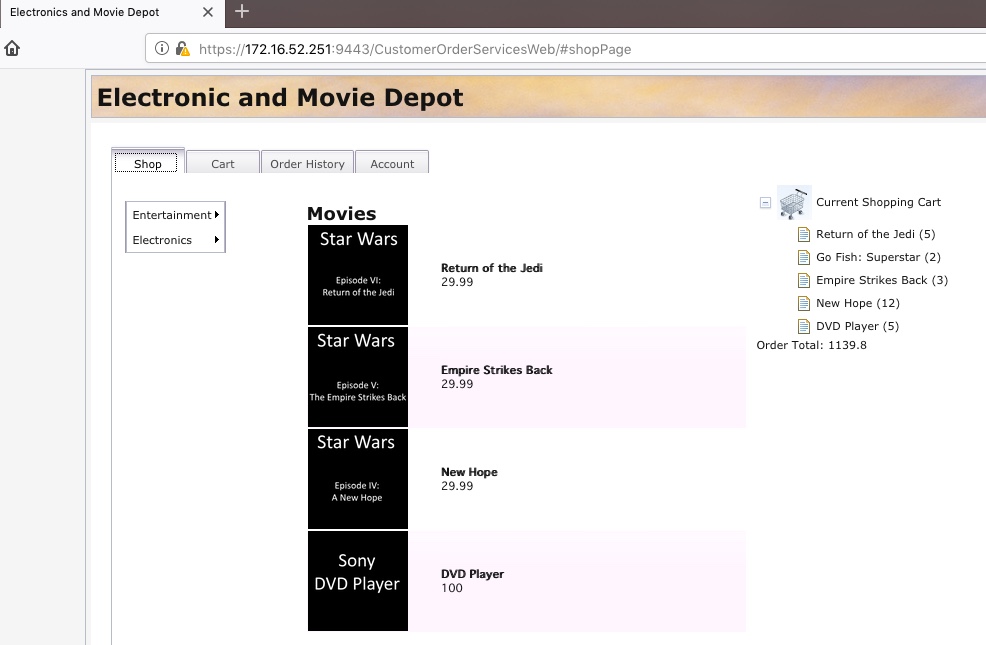 Electronics and Movie Depot
https://172.16.52.251:9443/CustomerOrderServicesWeb/#shopPage
Electronic and Movie Depot
Shop
Cart
Order History
Account
Entertainment
Electronics
Movies
Star Wars
Episode VI:
Return of the Jedi
Return of the Jedi
29.99
Star Wars
Episode V:
The Empire Strikes Back
Empire Strikes Back
29.99
Star Wars
Episode IV:
A New Hope
New Hope
29.99
Sony
DVD Player
DVD Player
100
Current Shopping Cart
Return of the Jedi (5)
Go Fish: Superstar (2)
Empire Strikes Back (3)
New Hope (12)
DVD Player (5)
Order Total: 1139.8